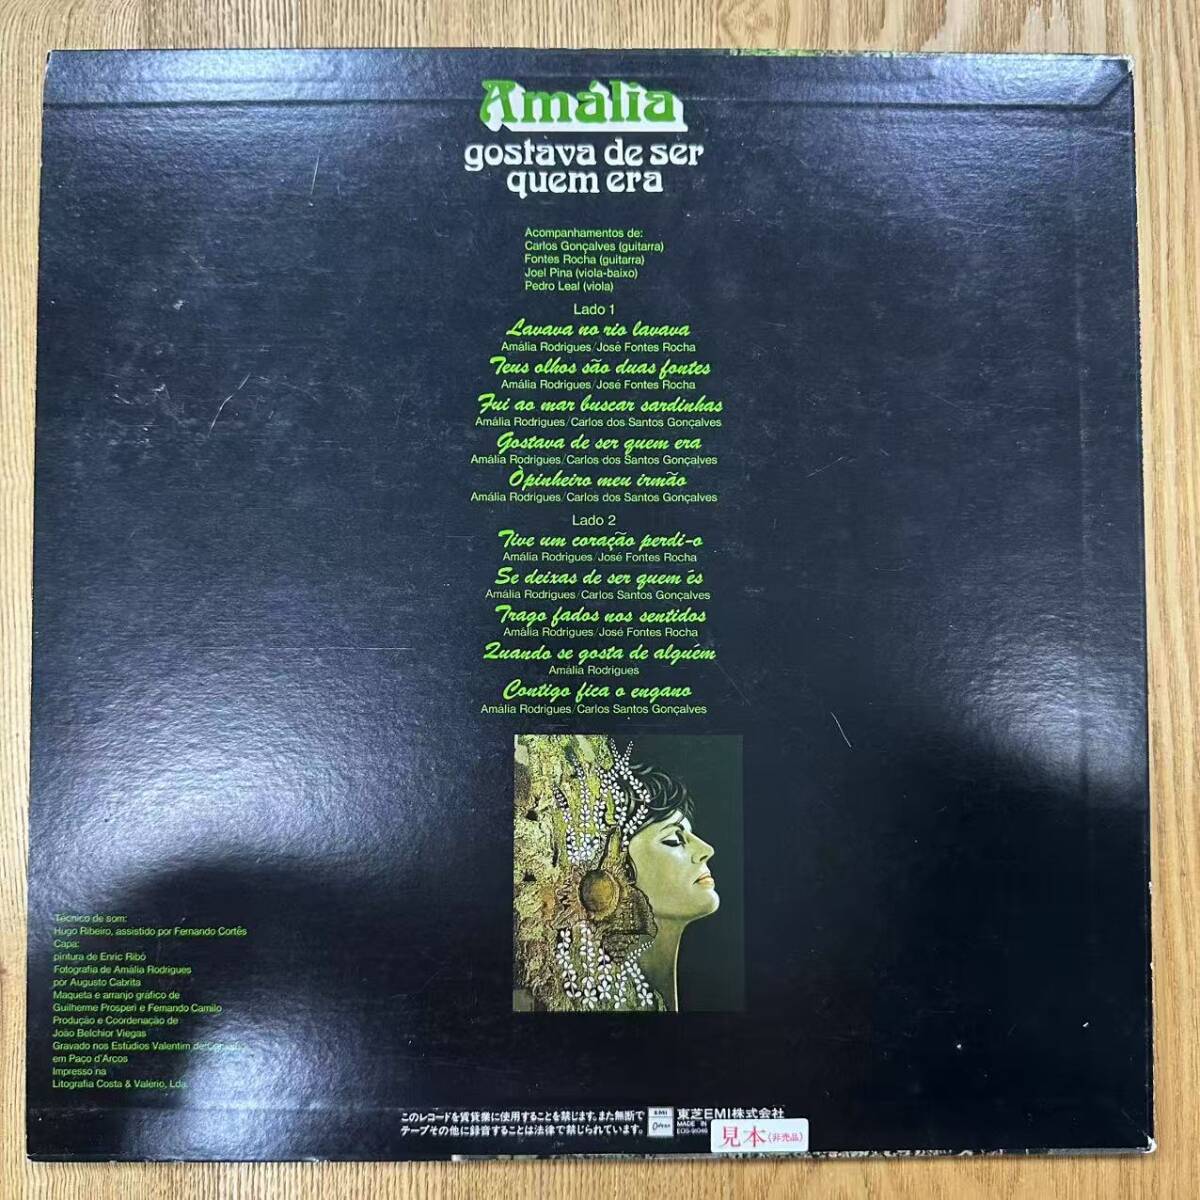 Amália
gostava de ser
quem era
Acompanhamentos de:
Carlos Gonçalves (guitarra)
Fontes Rocha (guitarra)
Joel Pina (viola-baixo)
Pedro Leal (viola)
Lado 1
Lavava no rio lavava
Amália Rodrigues/José Fontes Rocha
Teus olhos são duas fontes
Amália Rodrigues/José Fontes Rocha
Fui ao mar buscar sardinhas
Amália Rodrigues/Carlos dos Santos Gonçalves
Gostava de ser quem era
Amália Rodrigues/Carlos dos Santos Gonçalves
Òpinheiro meu irmão
Amália Rodrigues/Carlos dos Santos Gonçalves
Lado 2
Tive um coração perdi-o
Amália Rodrigues/José Fontes Rocha
Se deixas de ser quem és
Amália Rodrigues/Carlos Santos Gonçalves
Trago fados nos sentidos
Amália Rodrigues/José Fontes Rocha
Quando se gosta de alguém
Amália Rodrigues
Contigo fica o engano
Amália Rodrigues/Carlos Santos Gonçalves
Técnico de som:
Hugo Ribeiro, assistido por Fernando Cortês
Capa:
pintura de Enric Ribó
Fotografia de Amália Rodrigues
por Augusto Cabrita
Maqueta e arranjo gráfico de
Guilherme Prosperi e Fernando Camilo
Produção e Coordenação de
João Belchior Viegas
Gravado nos Estúdios Valentim de
em Paço d'Arcos
Impresso na
Litografia Costa & Valério, Lda.
このレコードを賃貸業に使用することを禁じます。また無断で
テープその他に録音することは法律で禁じられています。
EMI
Odeon
東芝EMI株式会社
MADE IN
見本(非売品)